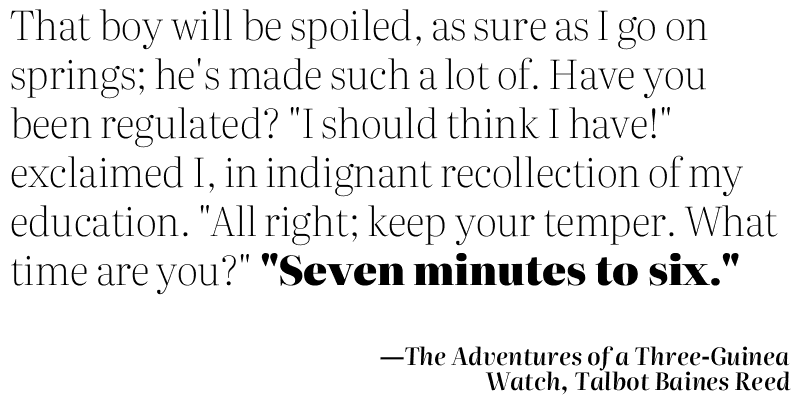 That boy will be spoiled, as sure as I go on
springs; he's made such a lot of. Have you
been regulated? "I should think I have!"
exclaimed I, in indignant recollection of my
education. "All right; keep your temper. What
time are you?" "Seven minutes to six."
—The Adventures of a Three-Guinea
Watch, Talbot Baines Reed